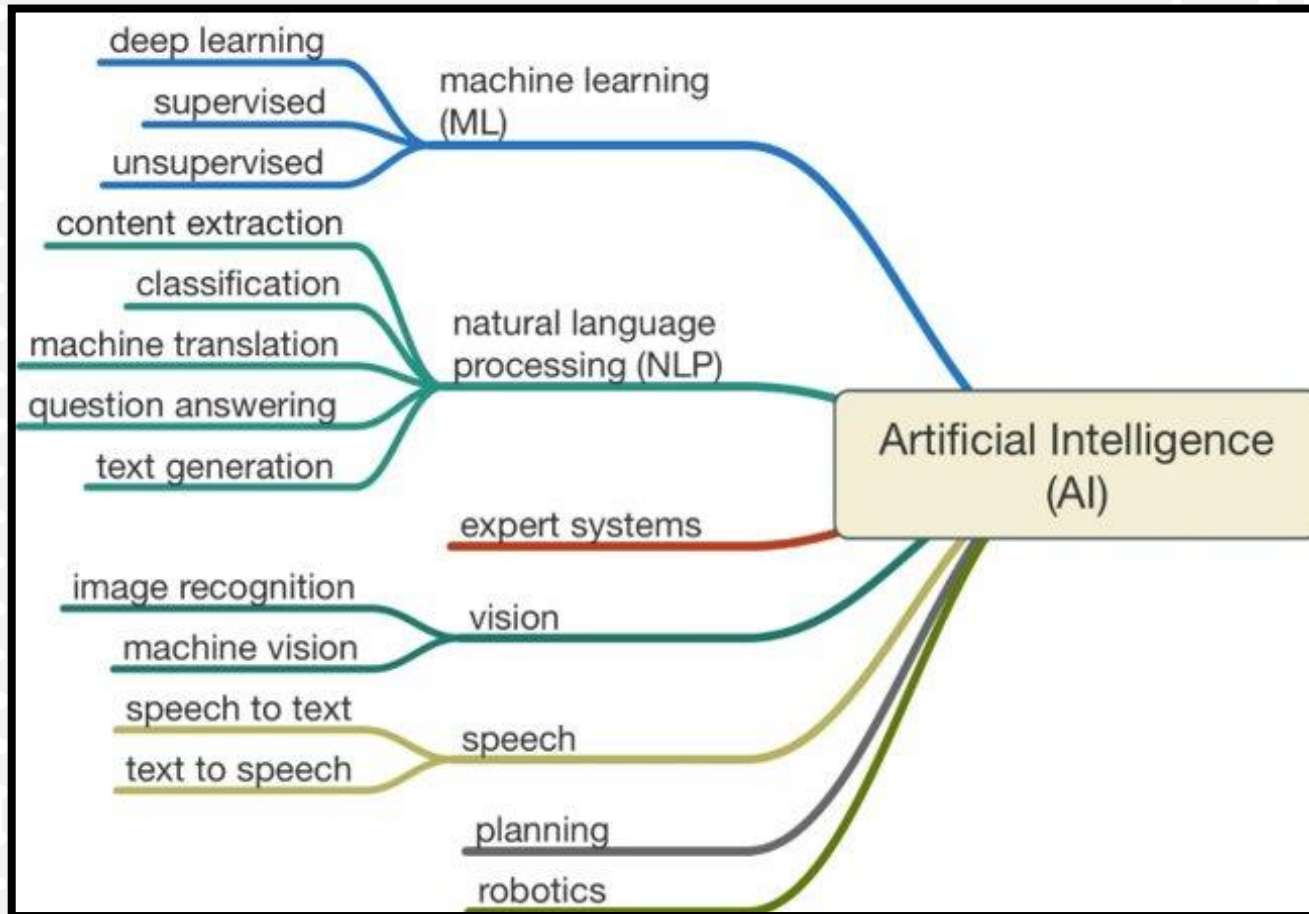 deep learning
supervised
unsupervised
machine learning
(ML)
content extraction
classification
machine translation
question answering
text generation
natural language
processing (NLP)
Artificial Intelligence
(AI)
expert systems
image recognition
machine vision
vision
speech to text
text to speech
speech
planning
robotics